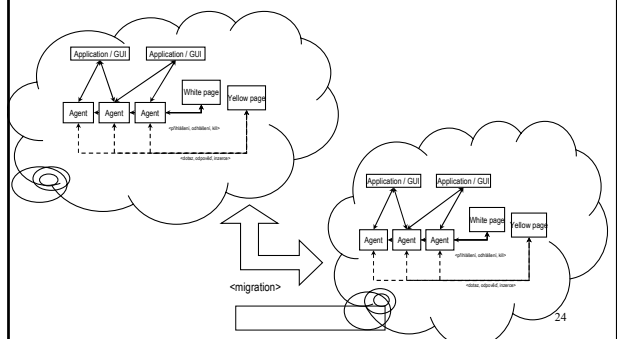 Application / GUI Application / GUI
White page
Yellow page
Agent Agent Agent
<přihlášení, odhlášení, kill>
<dotaz, odpověď, inzerce>
Application / GUI Application / GUI
White page
Yellow page
Agent Agent Agent
<přihlášení, odhlášení, kill>
<dotaz, odpověď, inzerce>
<migration>
24